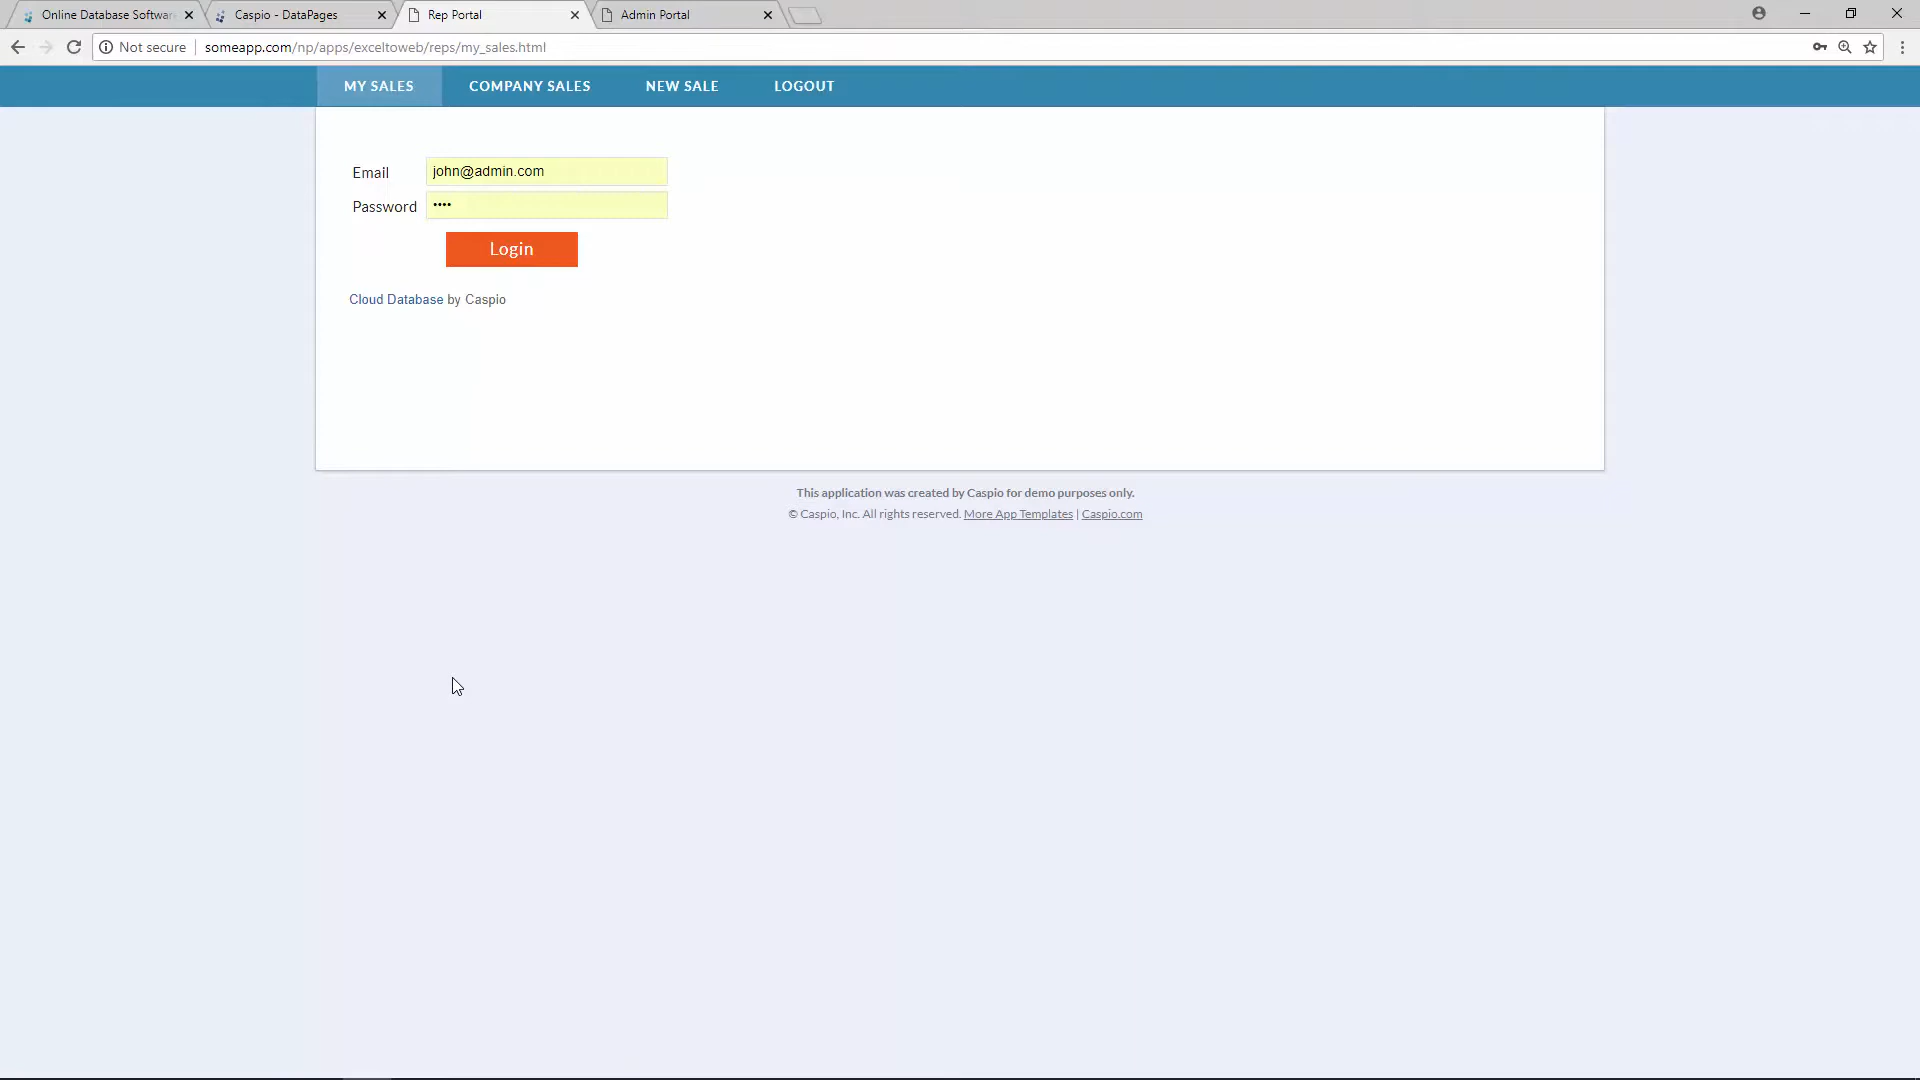 Online Database Software
Caspio - DataPages
Rep Portal
Admin Portal
Not secure
someapp.com/np/apps/exceltoweb/reps/my_sales.html
MY SALES
COMPANY SALES
NEW SALE
LOGOUT
Email
john@admin.com
Password
••••
Login
Cloud Database by Caspio
This application was created by Caspio for demo purposes only.
© Caspio, Inc. All rights reserved. More App Templates | Caspio.com